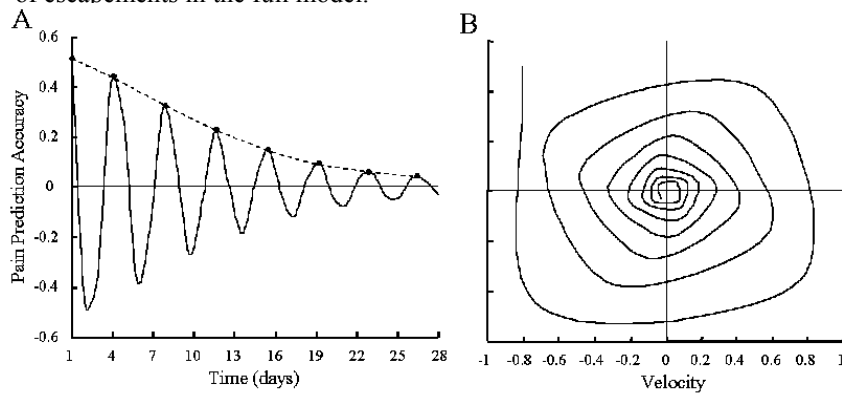 of escabements in the full model.
A
0.6
0.4
0.2
0
-0.2
-0.4
-0.6
Pain Prediction Accuracy
1 4 7 10 13 16 19 22 25 28
Time (days)
B
-1 -0.8 -0.6 -0.4 -0.2 0 0.2 0.4 0.6 0.8 1
Velocity